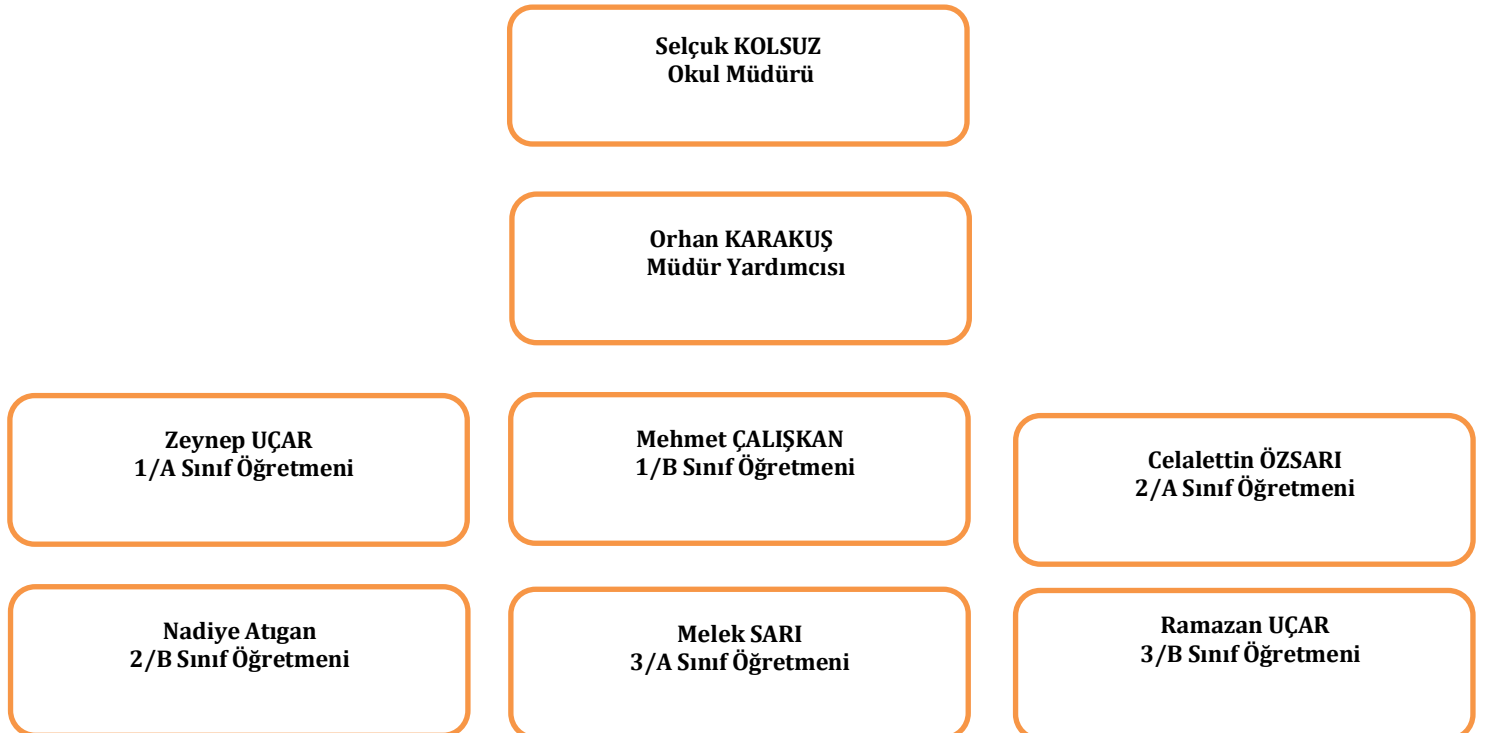 Selçuk KOLSUZ
Okul Müdürü
Orhan KARAKUŞ
Müdür Yardımcısı
Zeynep UÇAR
1/A Sınıf Öğretmeni
Mehmet ÇALIŞKAN
1/B Sınıf Öğretmeni
Celalettin ÖZSARI
2/A Sınıf Öğretmeni
Nadiye Atıgan
2/B Sınıf Öğretmeni
Melek SARI
3/A Sınıf Öğretmeni
Ramazan UÇAR
3/B Sınıf Öğretmeni